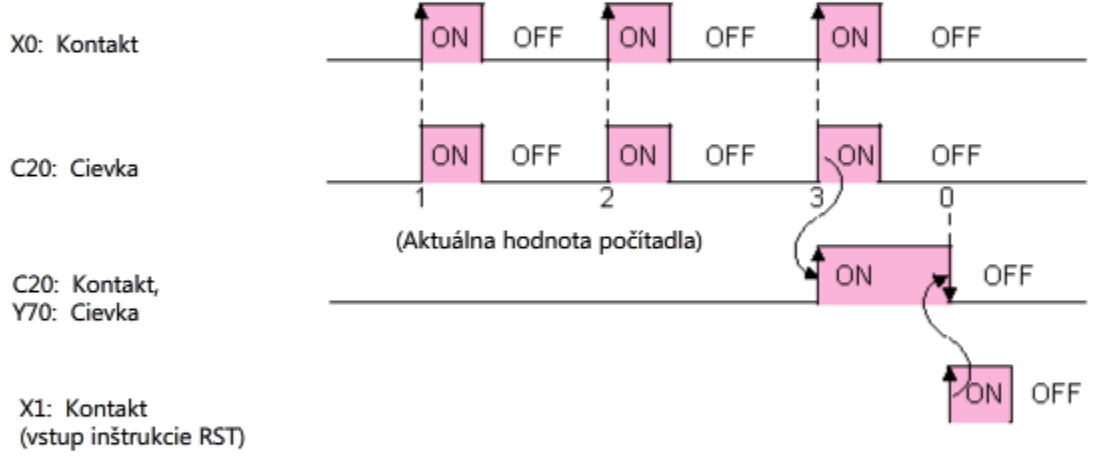 X0: Kontakt
ON OFF ON OFF ON OFF
C20: Cievka
ON OFF ON OFF ON OFF
1 2 3 0
(Aktuálna hodnota počítadla)
C20: Kontakt,
Y70: Cievka
ON OFF
X1: Kontakt
(vstup inštrukcie RST)
ON OFF